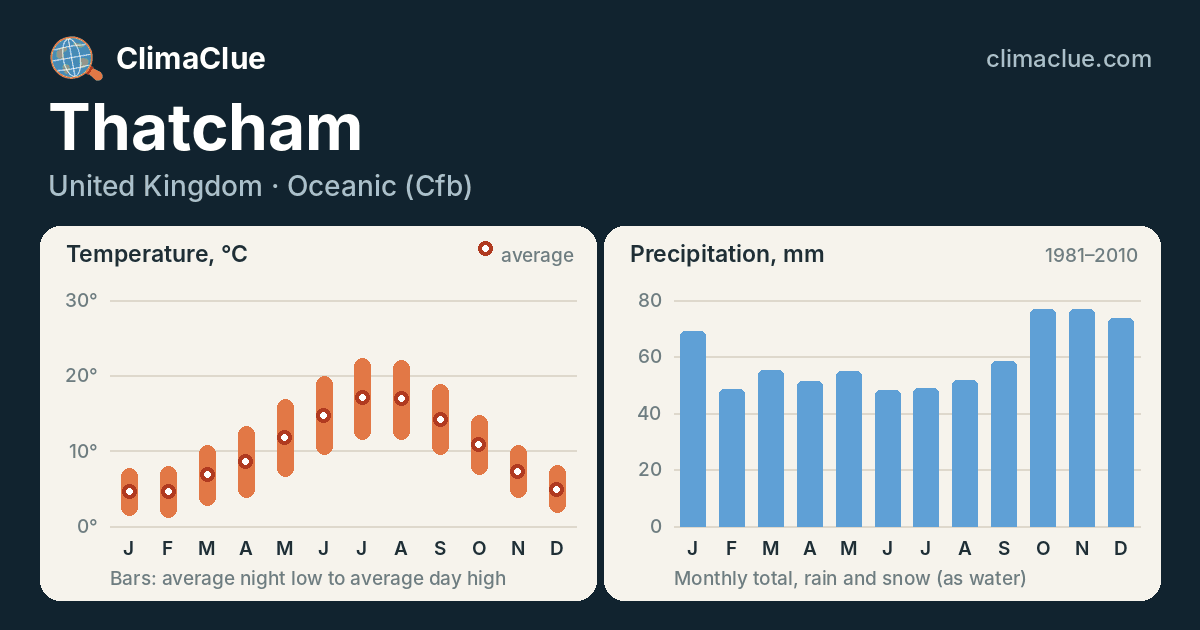 ClimaClue
climaclue.com
Thatcham
United Kingdom · Oceanic (Cfb)
Temperature, °C
average
30°
20°
10°
0°
J F M A M J J A S O N D
Bars: average night low to average day high
Precipitation, mm
1981–2010
80
60
40
20
0
J F M A M J J A S O N D
Monthly total, rain and snow (as water)